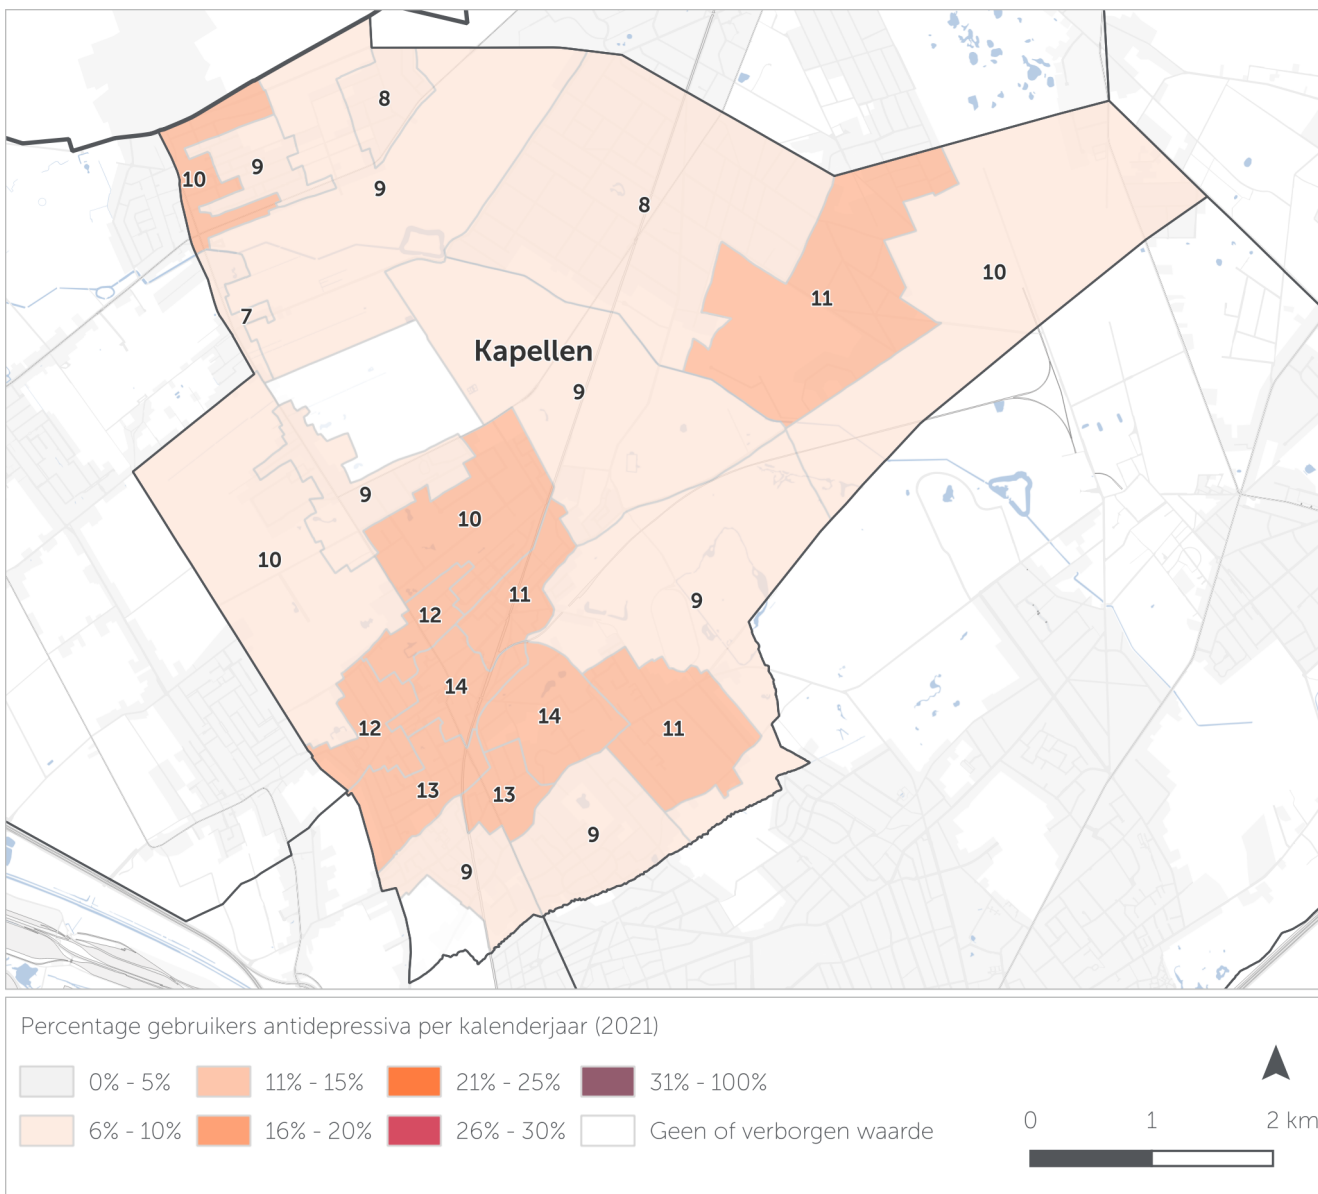 8
9
10
9
8
10
11
7
Kapellen
9
9
10
10
11
9
12
14
14
12
11
13
13
9
9
Percentage gebruikers antidepressiva per kalenderjaar (2021)
0% - 5%
11% - 15%
21% - 25%
31% - 100%
6% - 10%
16% - 20%
26% - 30%
Geen of verborgen waarde
0 1 2 km